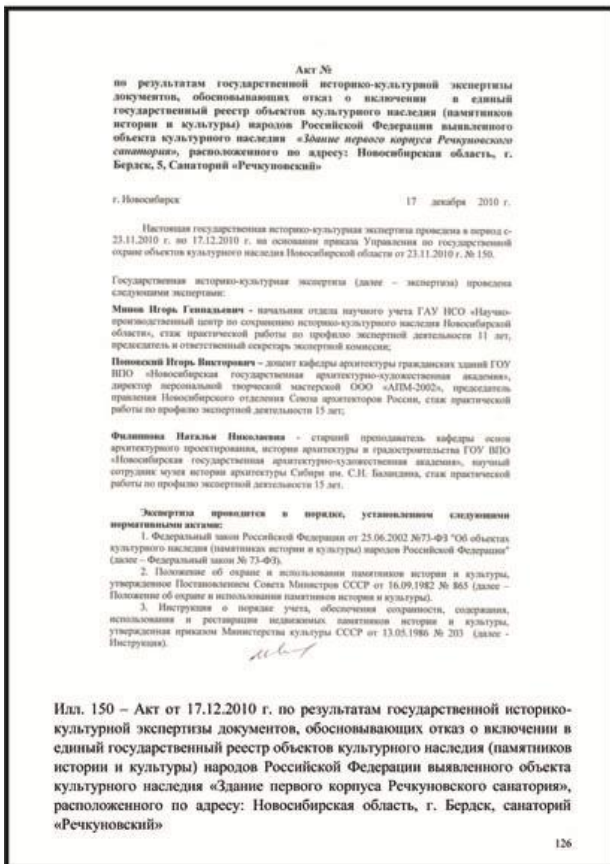 Акт №
по результатам государственной историко-культурной экспертизы
документов, обосновывающих отказ о включении в единый
государственный реестр объектов культурного наследия (памятников
истории и культуры) народов Российской Федерации выявленного
объекта культурного наследия «Здание первого корпуса Речкуновского
санатория», расположенного по адресу: Новосибирская область, г.
Бердск, 5, Санаторий «Речкуновский»
г. Новосибирск 17 декабря 2010 г.
Настоящая государственная историко-культурная экспертиза проведена в период с-
23.11.2010 г. по 17.12.2010 г. на основании приказа Управления по государственной
охране объектов культурного наследия Новосибирской области от 23.11.2010 г. № 150.
Государственная историко-культурная экспертиза (далее – экспертиза) проведена
следующими экспертами:
Минов Игорь Геннадьевич - начальник отдела научного учета ГАУ НСО «Научно-
производственный центр по сохранению историко-культурного наследия Новосибирской
области», стаж практической работы по профилю экспертной деятельности 11 лет,
председатель и ответственный секретарь экспертной комиссии;
Поповский Игорь Викторович – доцент кафедры архитектуры гражданских зданий ГОУ
ВПО «Новосибирская государственная архитектурно-художественная академия»,
директор персональной творческой мастерской ООО «АПМ-2002», председатель
правления Новосибирского отделения Союза архитекторов России, стаж практической
работы по профилю экспертной деятельности 15 лет;
Филиппова Наталья Николаевна - старший преподаватель кафедры основ
архитектурного проектирования, истории архитектуры и градостроительства ГОУ ВПО
«Новосибирская государственная архитектурно-художественная академия», научный
сотрудник музея истории архитектуры Сибири им. С.Н. Баландина, стаж практической
работы по профилю экспертной деятельности 15 лет.
Экспертиза проводится в порядке, установленном следующими
нормативными актами:
1. Федеральный закон Российской Федерации от 25.06.2002 №73-ФЗ "Об объектах
культурного наследия (памятниках истории и культуры) народов Российской Федерации"
(далее – Федеральный закон № 73-ФЗ).
2. Положение об охране и использовании памятников истории и культуры,
утвержденное Постановлением Совета Министров СССР от 16.09.1982 № 865 (далее –
Положение об охране и использовании памятников истории и культуры).
3. Инструкция о порядке учета, обеспечения сохранности, содержания,
использования и реставрации недвижимых памятников истории и культуры,
утвержденная приказом Министерства культуры СССР от 13.05.1986 № 203 (далее -
Инструкция).
Илл. 150 – Акт от 17.12.2010 г. по результатам государственной историко-
культурной экспертизы документов, обосновывающих отказ о включении в
единый государственный реестр объектов культурного наследия (памятников
истории и культуры) народов Российской Федерации выявленного объекта
культурного наследия «Здание первого корпуса Речкуновского санатория»,
расположенного по адресу: Новосибирская область, г. Бердск, санаторий
«Речкуновский»
126